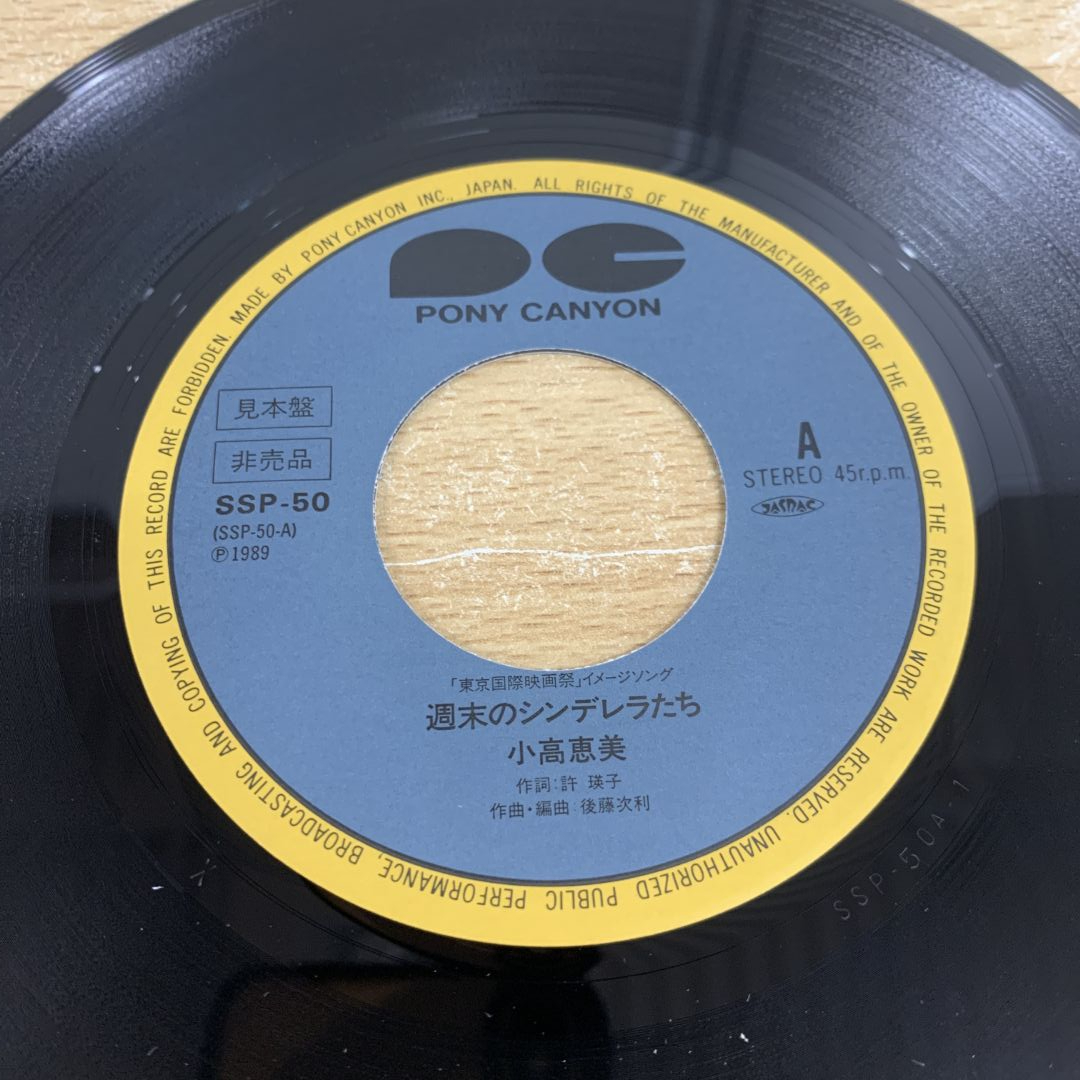 MADE BY PONY CANYON INC., JAPAN. ALL RIGHTS OF THE MANUFACTURER AND OF THE OWNER OF THE RECORDED WORK ARE RESERVED. UNAUTHORIZED PUBLIC PERFORMANCE, BROADCASTING AND COPYING OF THIS RECORD ARE FORBIDDEN.
PONY CANYON
見本盤
非売品
SSP-50
(SSP-50-A)
Ⓟ1989
A
STEREO 45r.p.m.
JASRAC
「東京国際映画祭」イメージソング
週末のシンデレラたち
小高恵美
作詞:許 瑛子
作曲・編曲:後藤次利
SSP-50A-1